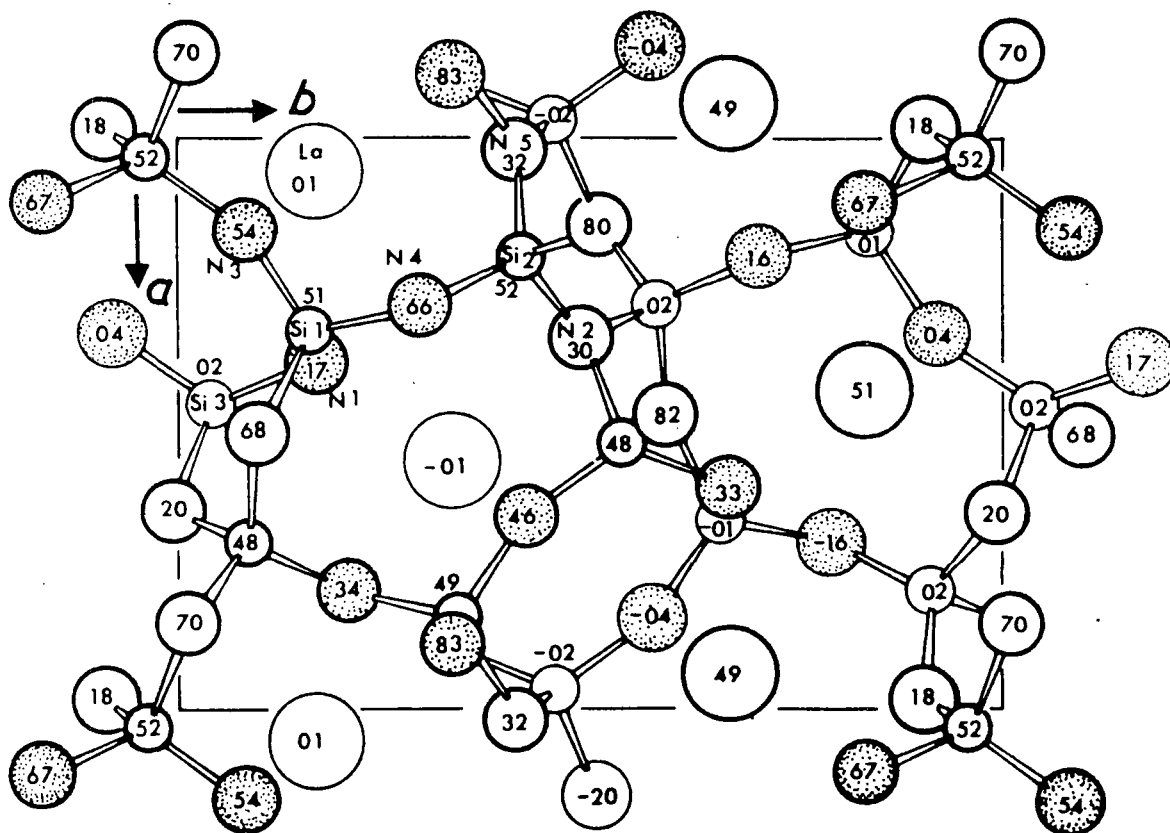 70 -04 70
83 49
18 b -02 18
52 N 5 52
32
La
01
67 67
54 80 54
N 3 N 4 Si 2 16 01
a 51 52
66 02
04 Si 1 N 2 04
02 17 30 17
Si 3 N 1 51 02
68 82 68
48
-01 33
20 46 -01 20
48 -16
34 49 02
70 83 -04 70
-02
18 49 18
52 32 52
01
67 67
54 -20 54